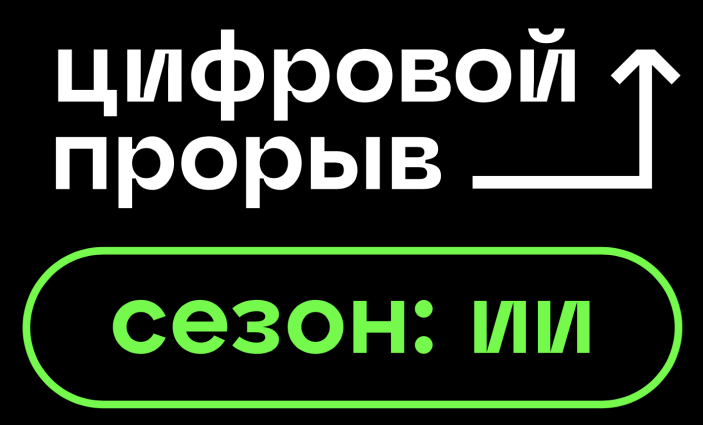 цифровой
прорыв
сезон: ии